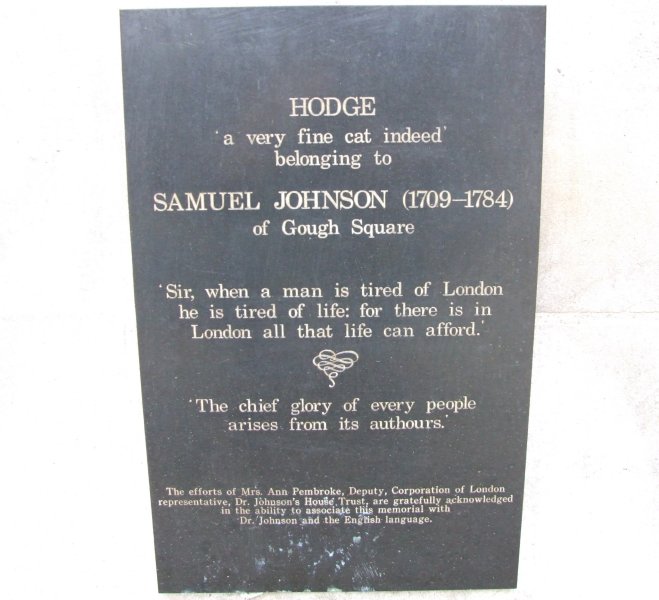 HODGE
'a very fine cat indeed'
belonging to
SAMUEL JOHNSON (1709–1784)
of Gough Square
'Sir, when a man is tired of London
he is tired of life: for there is in
London all that life can afford.'
'The chief glory of every people
arises from its authours.'
The efforts of Mrs. Ann Pembroke, Deputy, Corporation of London
representative, Dr. Johnson's House Trust, are gratefully acknowledged
in the ability to associate this memorial with
Dr. Johnson and the English language.